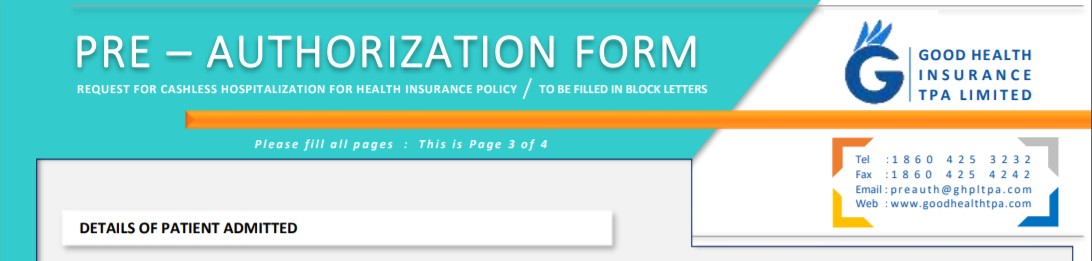 PRE – AUTHORIZATION FORM
REQUEST FOR CASHLESS HOSPITALIZATION FOR HEALTH INSURANCE POLICY / TO BE FILLED IN BLOCK LETTERS
Please fill all pages : This is Page 3 of 4
GOOD HEALTH
INSURANCE
TPA LIMITED
Tel : 1860 425 3232
Fax : 1860 425 4242
Email : preauth@ghpltpa.com
Web : www.goodhealthtpa.com
DETAILS OF PATIENT ADMITTED